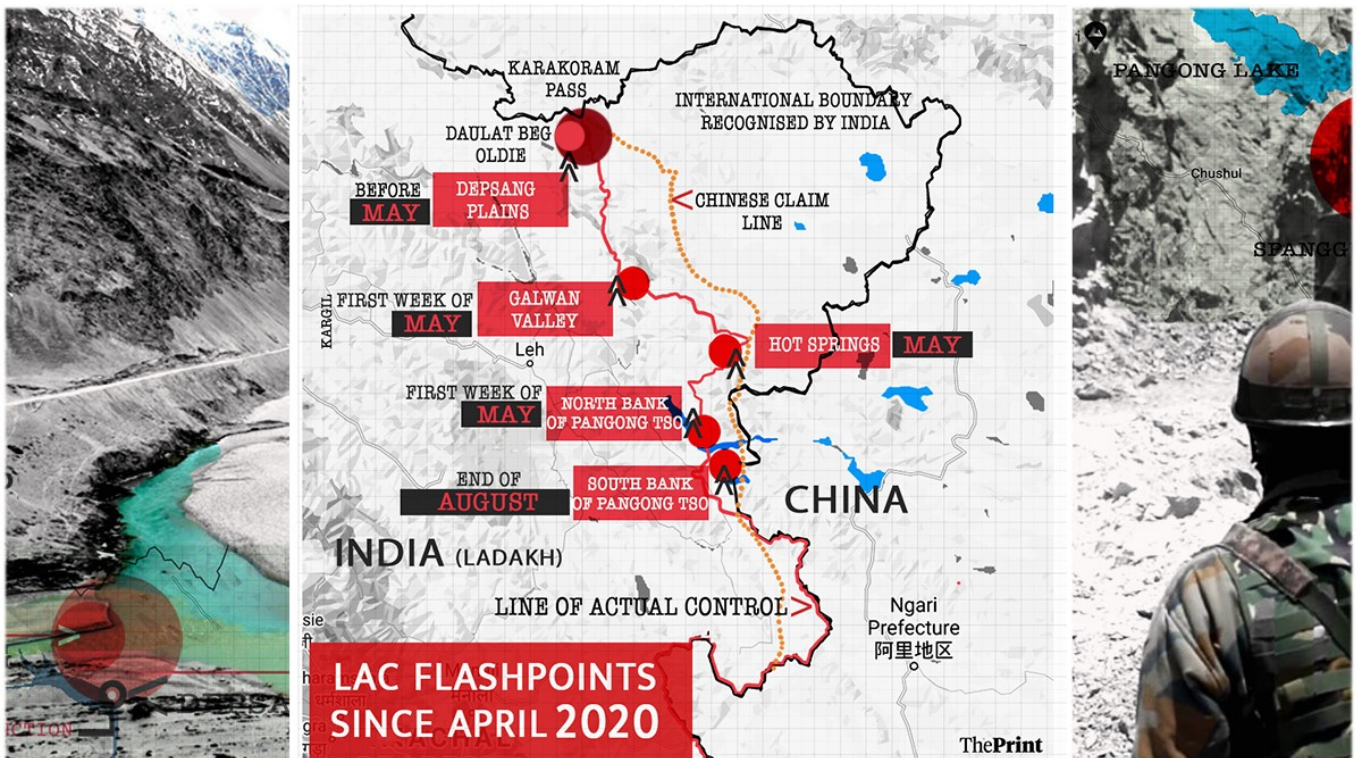 KARAKORAM
PASS
INTERNATIONAL BOUNDARY
RECOGNISED BY INDIA
DAULAT BEG
OLDIE
BEFORE
MAY
DEPSANG
PLAINS
CHINESE CLAIM
LINE
KARGIL
FIRST WEEK OF
MAY
GALWAN
VALLEY
Leh
HOT SPRINGS
MAY
FIRST WEEK OF
MAY
NORTH BANK
OF PANGONG TSO
END OF
AUGUST
SOUTH BANK
OF PANGONG TSO
CHINA
INDIA (LADAKH)
LINE OF ACTUAL CONTROL
Ngari
Prefecture
阿里地区
LAC FLASHPOINTS
SINCE APRIL 2020
ThePrint
PANGONG LAKE
Chushul
SPANGG